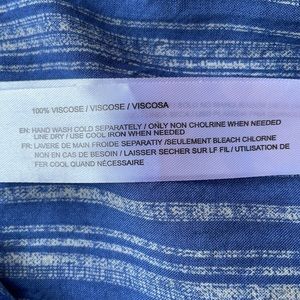 100% VISCOSE / VISCOSE / VISCOSA
EN: HAND WASH COLD SEPARATELY / ONLY NON CHOLRINE WHEN NEEDED
LINE DRY / USE COOL IRON WHEN NEEDED
FR: LAVERE DE MAIN FROIDE SEPARATIY /SEULEMENT BLEACH CHLORNE
NON EN CAS DE BESOIN / LAISSER SECHER SUR LF FIL / UTILISATION DE
FER COOL QUAND NÉCESSAIRE